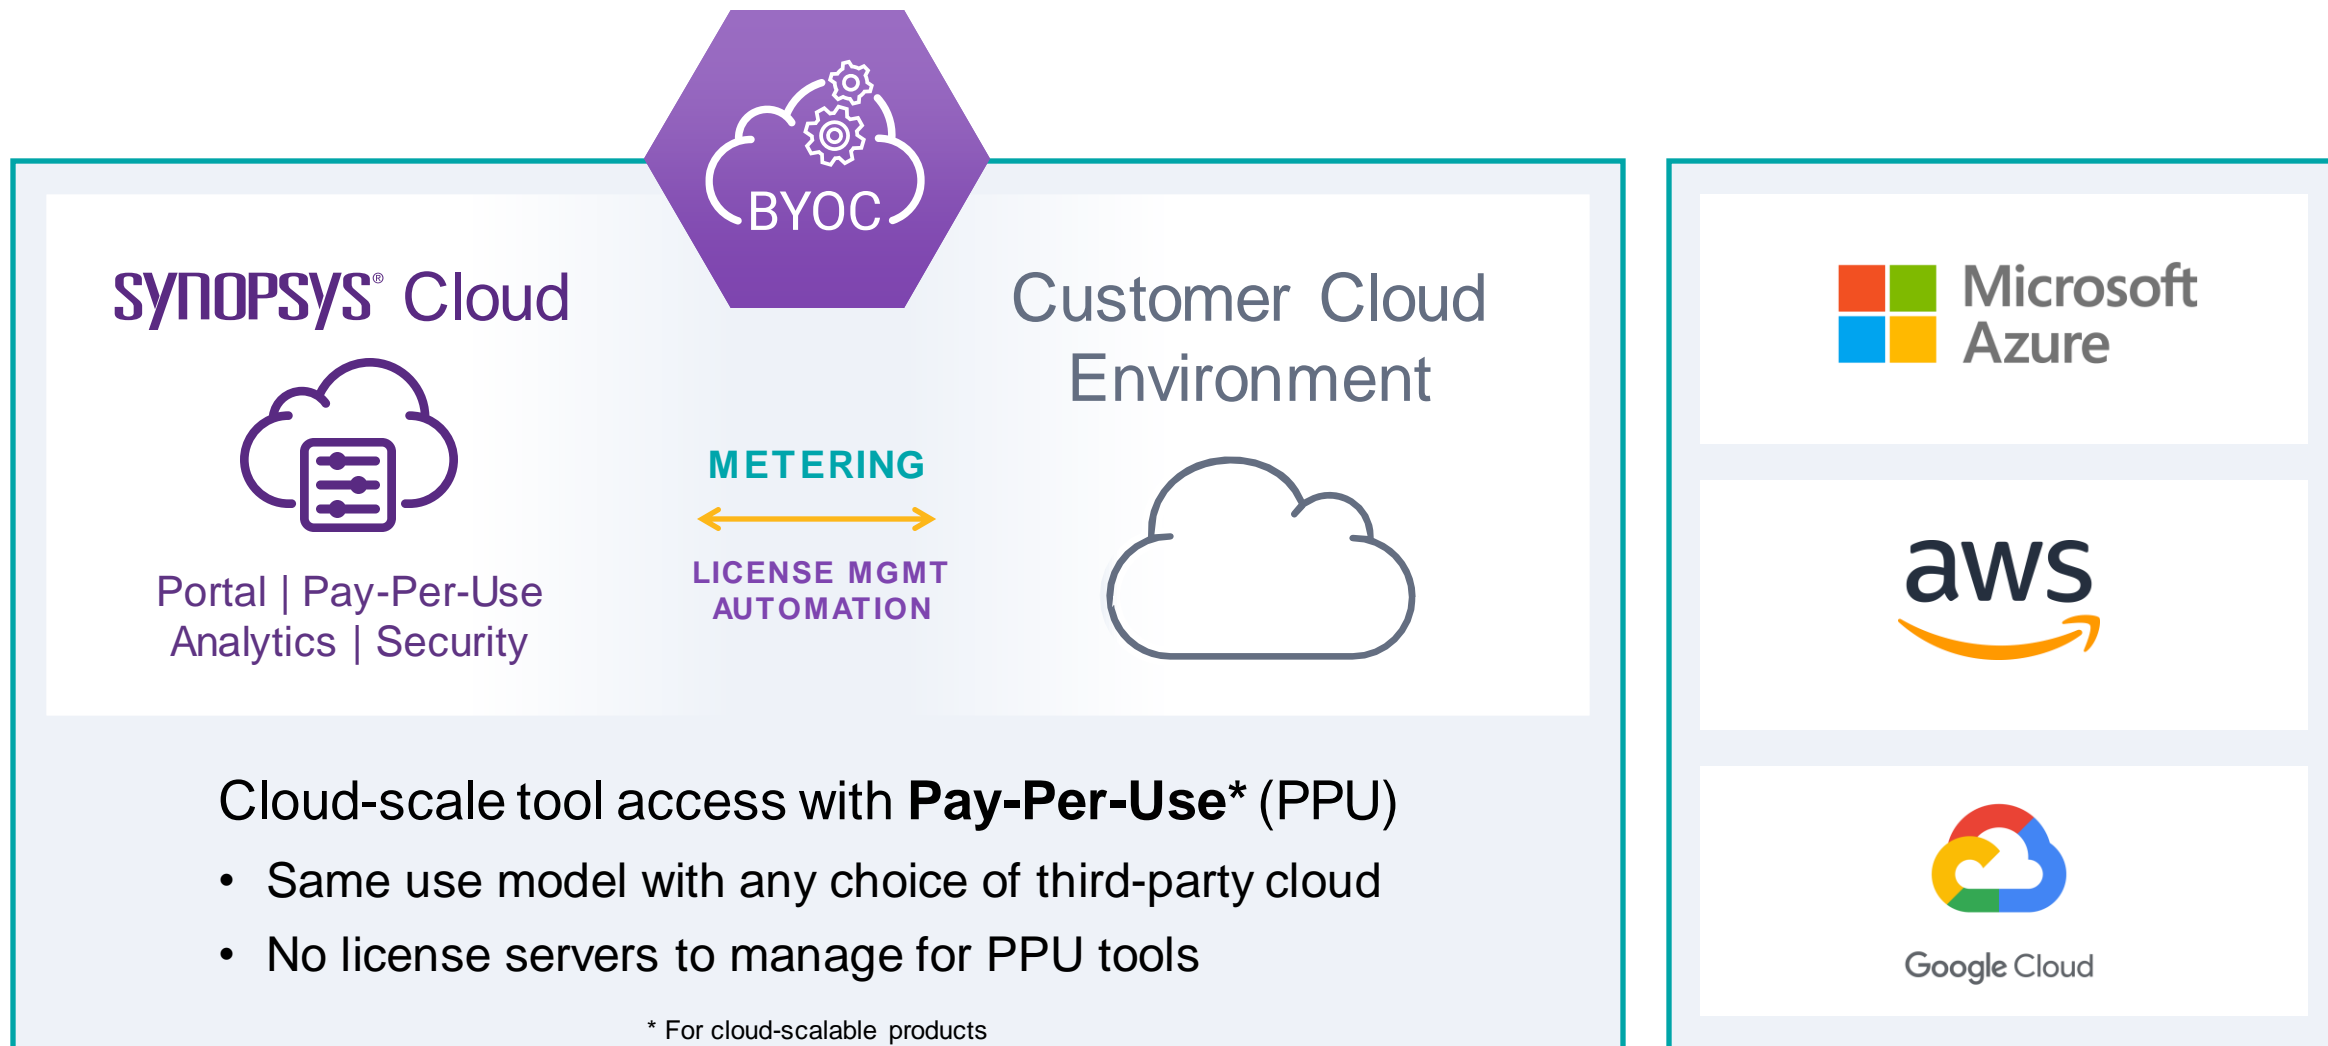 BYOC
SYNOPSYS® Cloud
Portal | Pay-Per-Use
Analytics | Security
METERING
LICENSE MGMT
AUTOMATION
Customer Cloud
Environment
Cloud-scale tool access with Pay-Per-Use* (PPU)
• Same use model with any choice of third-party cloud
• No license servers to manage for PPU tools
* For cloud-scalable products
Microsoft
Azure
aws
Google Cloud